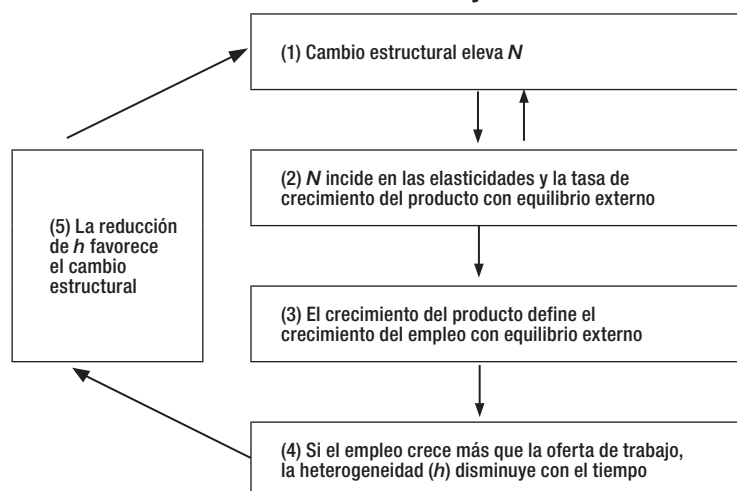 (1) Cambio estructural eleva N
(2) N incide en las elasticidades y la tasa de
crecimiento del producto con equilibrio externo
(5) La reducción
de h favorece
el cambio
estructural
(3) El crecimiento del producto define el
crecimiento del empleo con equilibrio externo
(4) Si el empleo crece más que la oferta de trabajo,
la heterogeneidad (h) disminuye con el tiempo